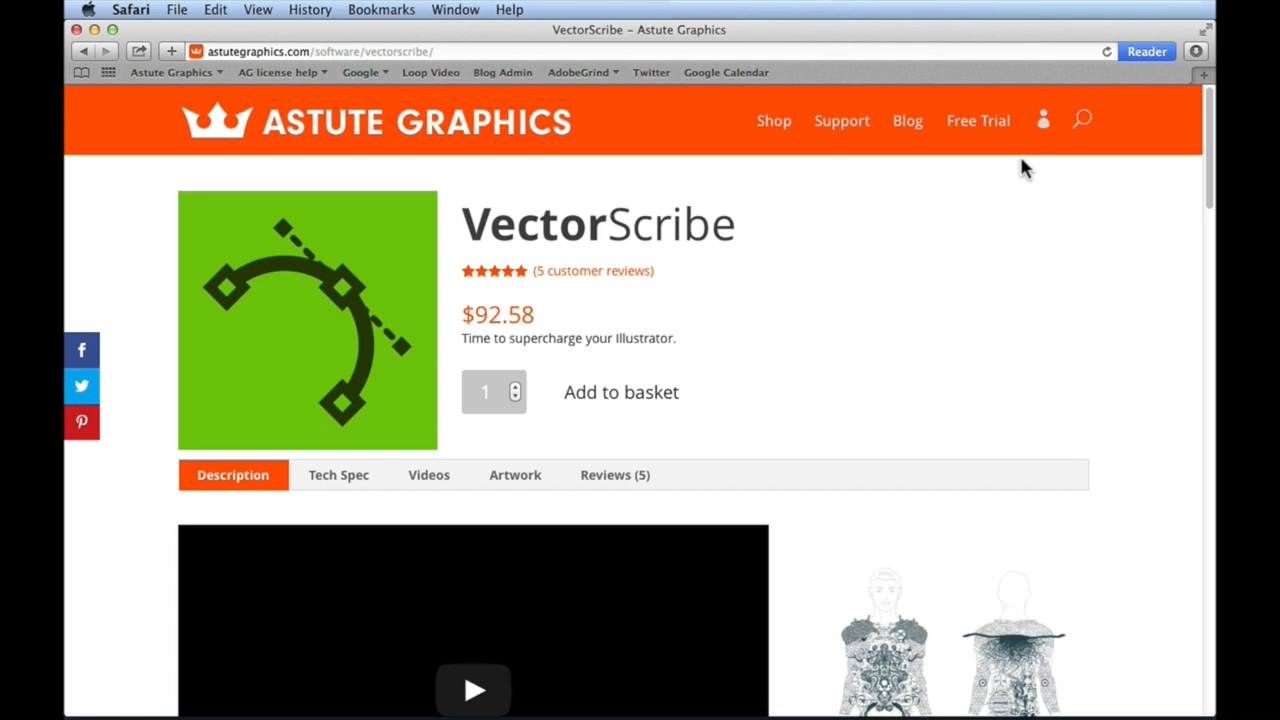 Safari File Edit View History Bookmarks Window Help
VectorScribe – Astute Graphics
astutegraphics.com/software/vectorscribe/
Reader
Astute Graphics AG license help Google Loop Video Blog Admin AdobeGrind Twitter Google Calendar
ASTUTE GRAPHICS
Shop Support Blog Free Trial
VectorScribe
(5 customer reviews)
$92.58
Time to supercharge your Illustrator.
1 Add to basket
Description Tech Spec Videos Artwork Reviews (5)